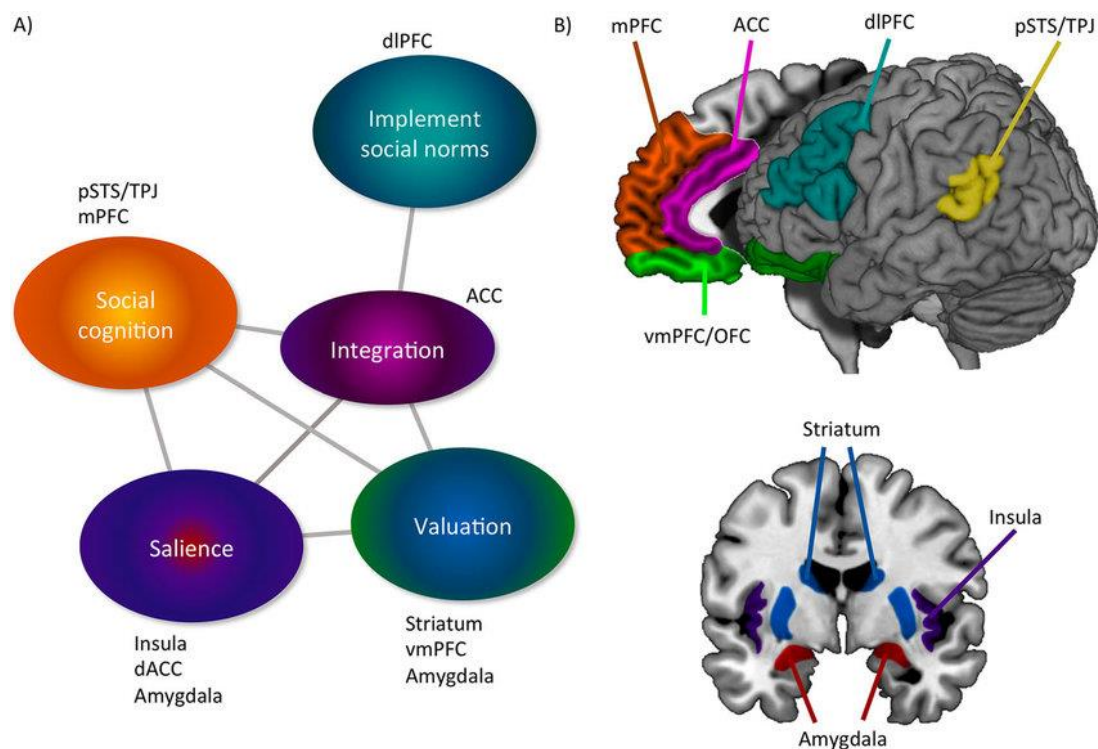 A)
dlPFC
Implement
social norms
pSTS/TPJ
mPFC
Social
cognition
ACC
Integration
Salience
Valuation
Insula
dACC
Amygdala
Striatum
vmPFC
Amygdala
B)
mPFC
ACC
dlPFC
pSTS/TPJ
vmPFC/OFC
Striatum
Insula
Amygdala